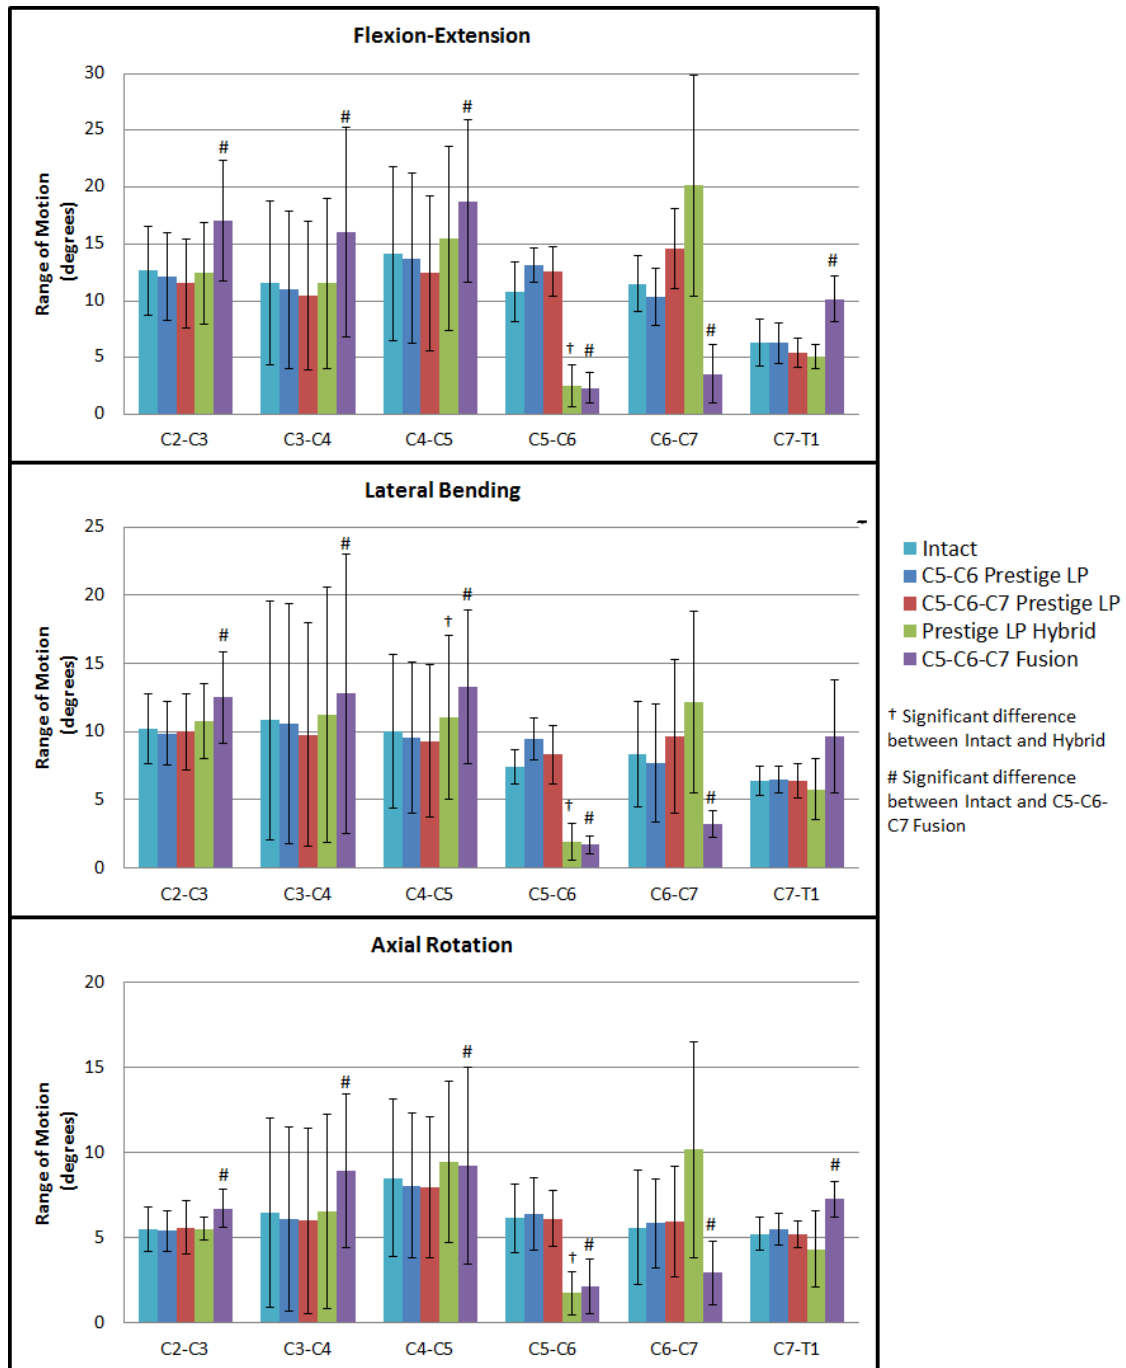 Flexion-Extension
Range of Motion
(degrees)
30
25
20
15
10
5
0
# # # † # # #
C2-C3 C3-C4 C4-C5 C5-C6 C6-C7 C7-T1
Lateral Bending
Range of Motion
(degrees)
25
20
15
10
5
0
# # † # † # #
C2-C3 C3-C4 C4-C5 C5-C6 C6-C7 C7-T1
Axial Rotation
Range of Motion
(degrees)
20
15
10
5
0
# # # † # # #
C2-C3 C3-C4 C4-C5 C5-C6 C6-C7 C7-T1
Intact
C5-C6 Prestige LP
C5-C6-C7 Prestige LP
Prestige LP Hybrid
C5-C6-C7 Fusion
† Significant difference
between Intact and Hybrid
# Significant difference
between Intact and C5-C6-
C7 Fusion